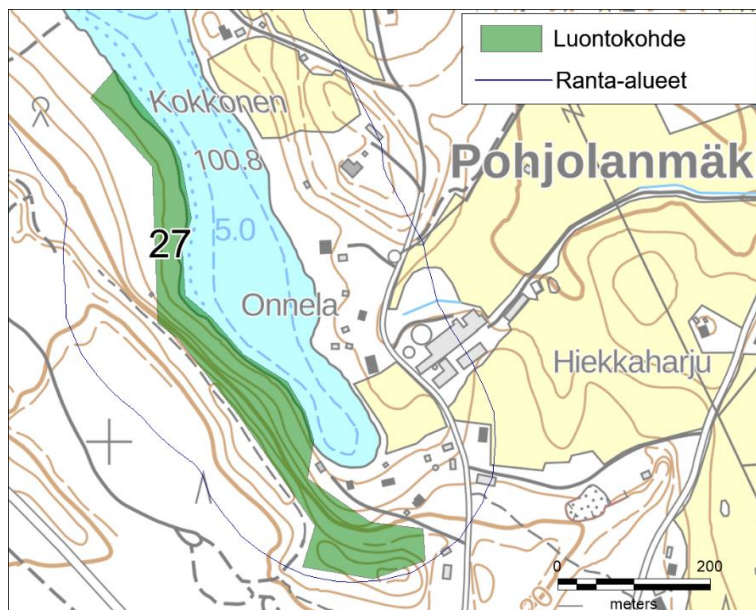 Luontokohde
Ranta-alueet
Kokkonen
100.8
Pohjolanmäk
5.0
27
Onnela
Hiekkaharju
0 200
meters